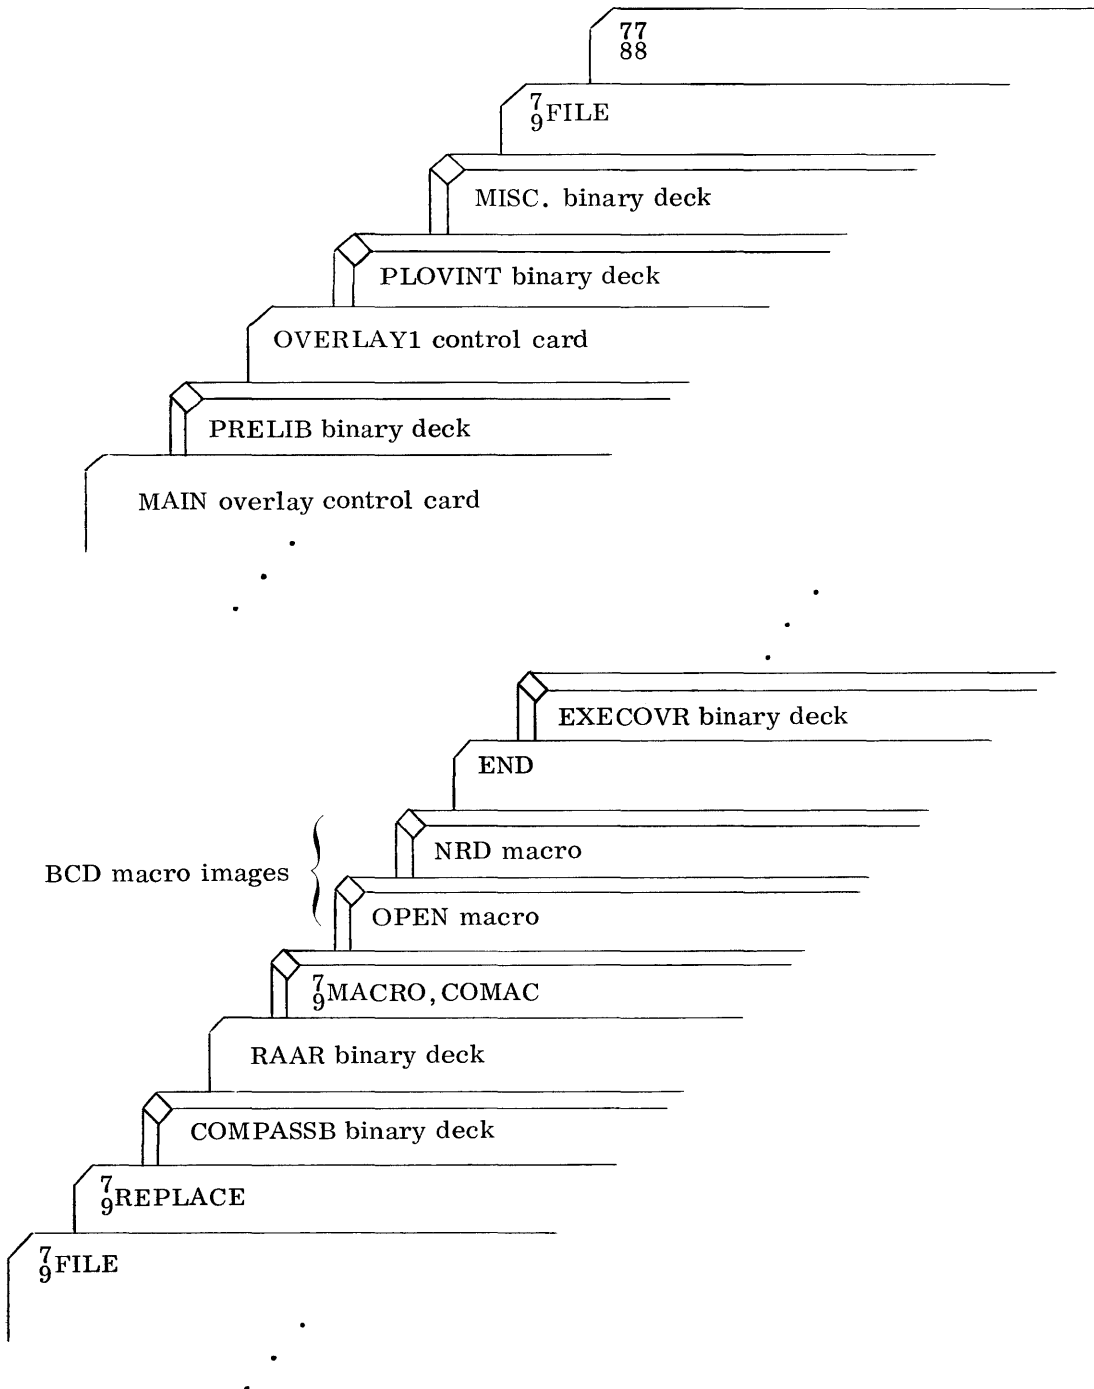 77
88
7
9FILE
MISC. binary deck
PLOVINT binary deck
OVERLAY1 control card
PRELIB binary deck
MAIN overlay control card
EXECOVR binary deck
END
NRD macro
BCD macro images
OPEN macro
7
9MACRO,COMAC
RAAR binary deck
COMPASSB binary deck
7
9REPLACE
7
9FILE